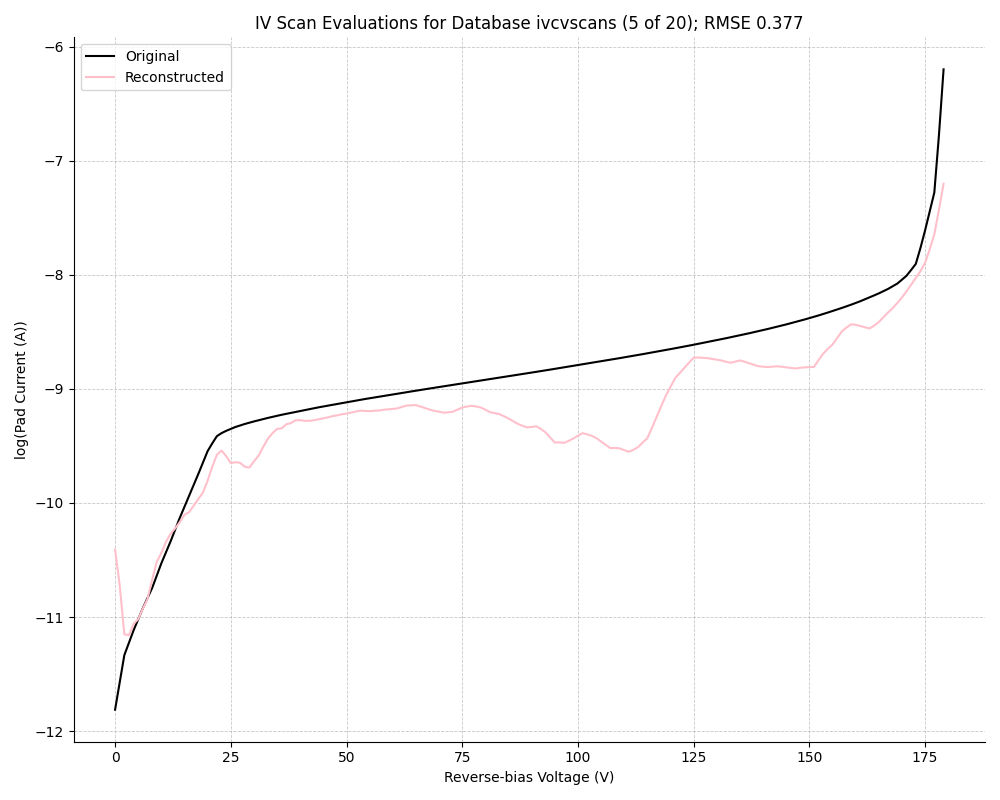 IV Scan Evaluations for Database ivcvscans (5 of 20); RMSE 0.377
Original
Reconstructed
−6
−7
−8
−9
−10
−11
−12
log(Pad Current (A))
0 25 50 75 100 125 150 175
Reverse-bias Voltage (V)